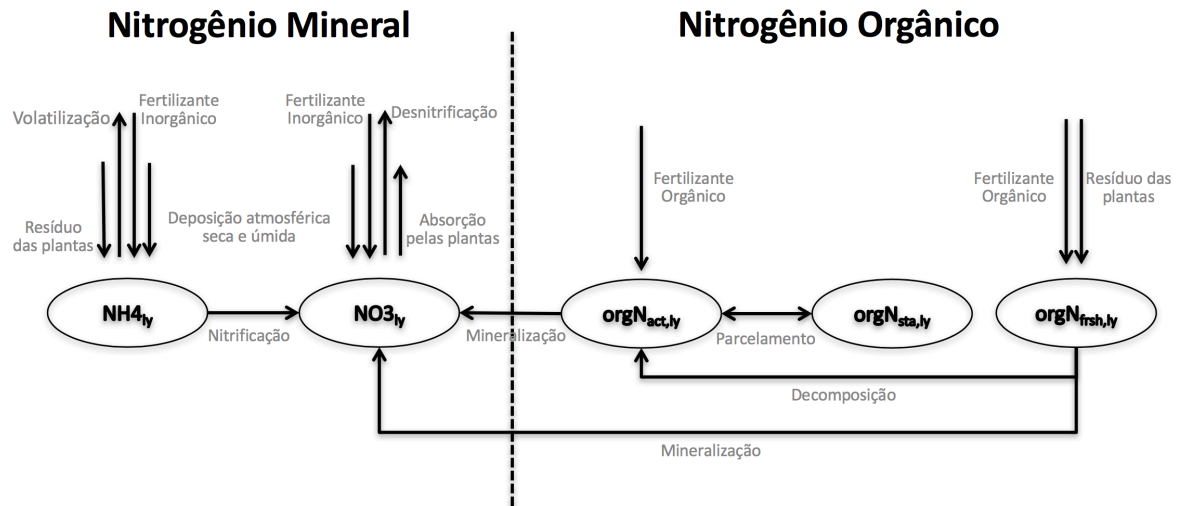 Nitrogênio Mineral
Nitrogênio Orgânico
Volatilização
Fertilizante
Inorgânico
Fertilizante
Inorgânico
Desnitrificação
Resíduo
das plantas
Deposição atmosférica
seca e úmida
Absorção
pelas plantas
Fertilizante
Orgânico
Fertilizante
Orgânico
Resíduo das
plantas
NH4ly
NO3ly
orgNact,ly
orgNsta,ly
orgNfrsh,ly
Nitrificação
Mineralização
Parcelamento
Decomposição
Mineralização